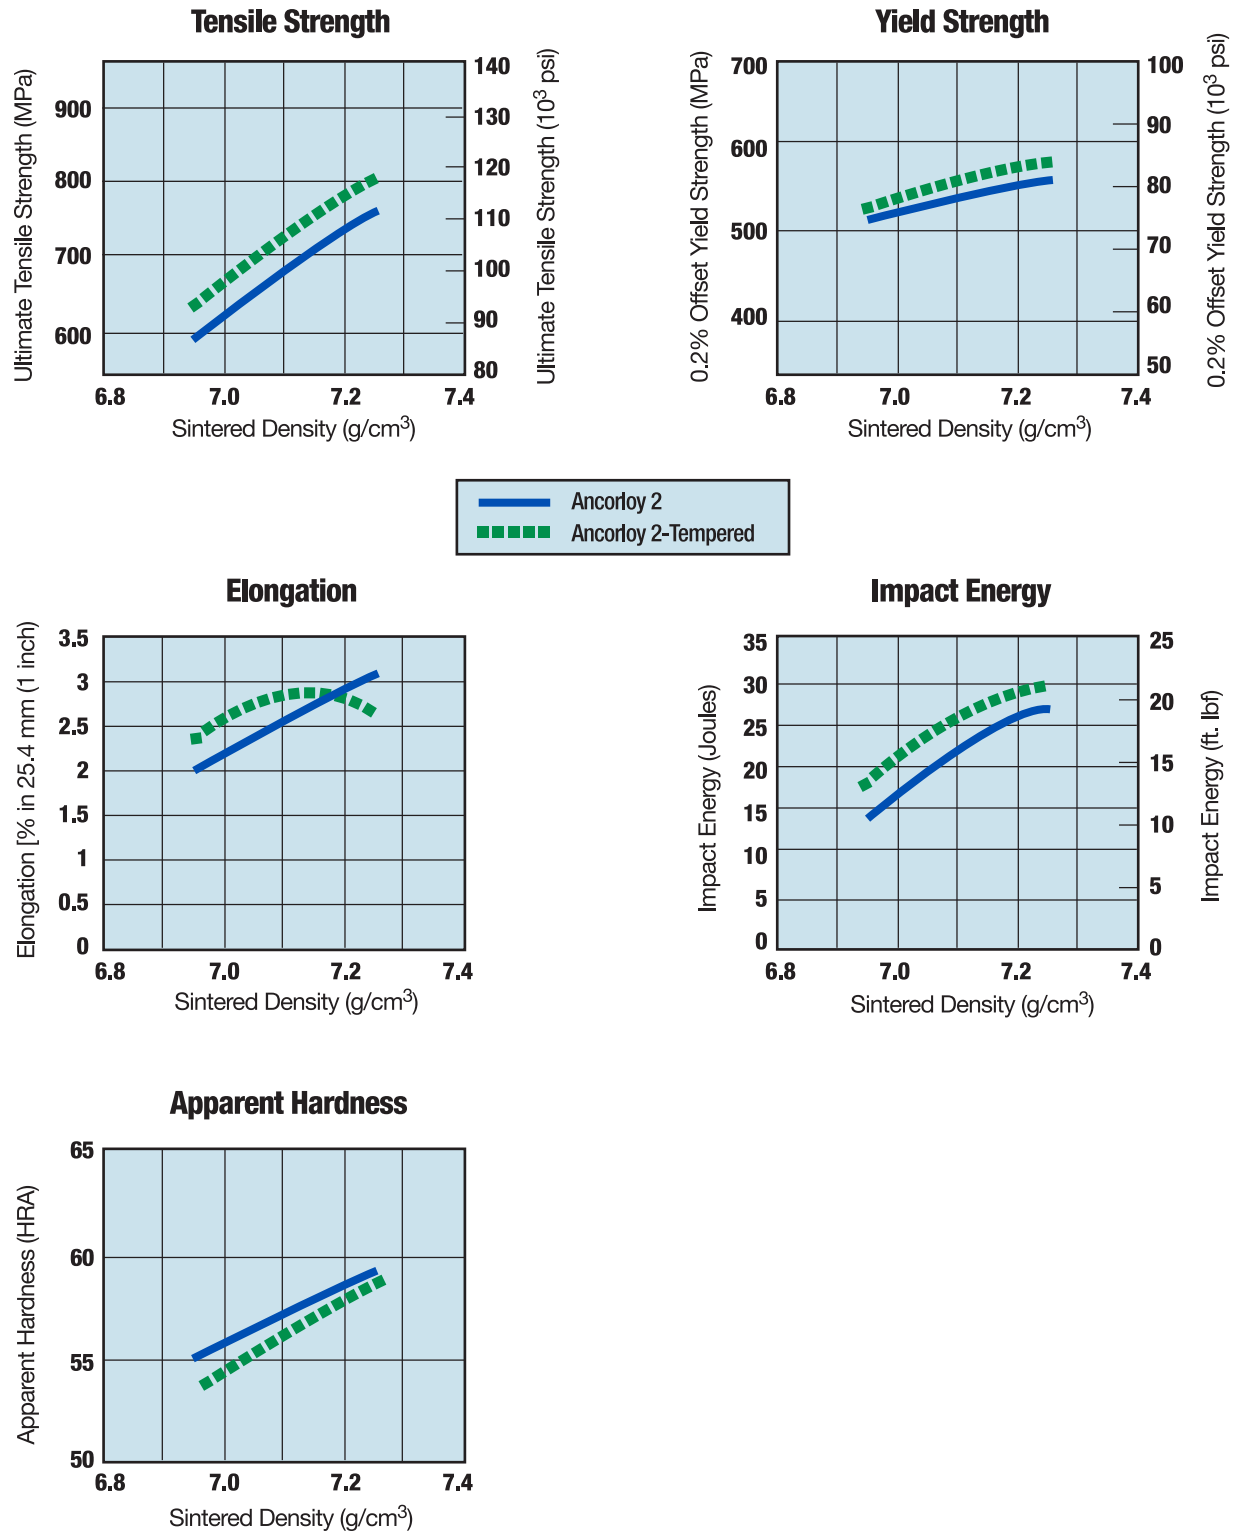 Tensile Strength
Ultimate Tensile Strength (MPa)
900
800
700
600
140
130
120
110
100
90
80
Ultimate Tensile Strength (10³ psi)
6.8 7.0 7.2 7.4
Sintered Density (g/cm³)
Yield Strength
0.2% Offset Yield Strength (MPa)
700
600
500
400
100
90
80
70
60
50
0.2% Offset Yield Strength (10³ psi)
6.8 7.0 7.2 7.4
Sintered Density (g/cm³)
Ancorloy 2
Ancorloy 2-Tempered
Elongation
Elongation [% in 25.4 mm (1 inch)
3.5
3
2.5
2
1.5
1
0.5
0
6.8 7.0 7.2 7.4
Sintered Density (g/cm³)
Impact Energy
Impact Energy (Joules)
35
30
25
20
15
10
5
0
25
20
15
10
5
0
Impact Energy (ft. lbf)
6.8 7.0 7.2 7.4
Sintered Density (g/cm³)
Apparent Hardness
Apparent Hardness (HRA)
65
60
55
50
6.8 7.0 7.2 7.4
Sintered Density (g/cm³)